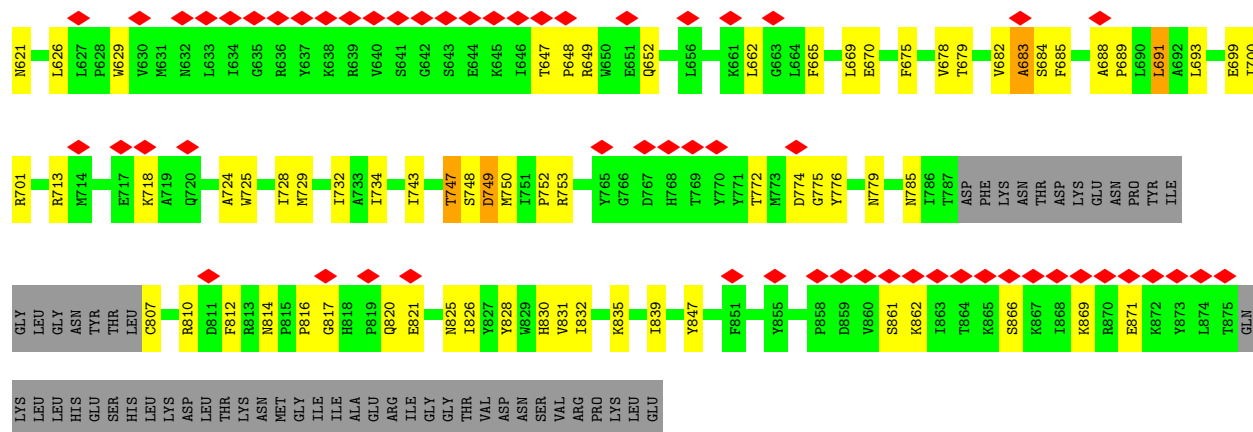 N621 L626 L627 P628 W629 V630 M631 N632 L633 I634 G635 R636 Y637 K638 R639 V640 S641 G642 S643 E644 K645 I646 T647 P648 R649 W650 E651 Q652 L656 K661 L662 G663 L664 F665 L669 E670 F675 V678 T679 V682 A683 S684 F685 A688 P689 L690 L691 A692 L693 E699 I700
R701 R713 M714 E717 K718 A719 Q720 A724 W725 I728 M729 I732 A733 I734 I743 T747 S748 D749 M750 I751 P752 R753 Y765 G766 D767 H768 T769 Y770 Y771 T772 M773 D774 G775 Y776 N779 N785 I786 T787 ASP PHE LYS ASN THR ASP LYS GLU ASN PRO TYR ILE
GLY LEU GLY ASN TYR THR LEU C807 R810 D811 F812 R813 N814 P815 P816 G817 H818 P819 Q820 E821 N825 I826 Y827 Y828 W829 H830 V831 I832 K835 I839 Y847 F851 Y855 P858 D859 V860 S861 K862 I863 T864 K865 S866 K867 I868 K869 R870 E871 K872 Y873 L874 T875 GLN
LYS LEU LEU HIS GLU SER HIS LEU LYS ASP LEU THR LYS ASN MET GLY ILE ILE ALA GLU ARG ILE GLY GLY THR VAL ASP ASN SER VAL ARG PRO LYS LEU GLU